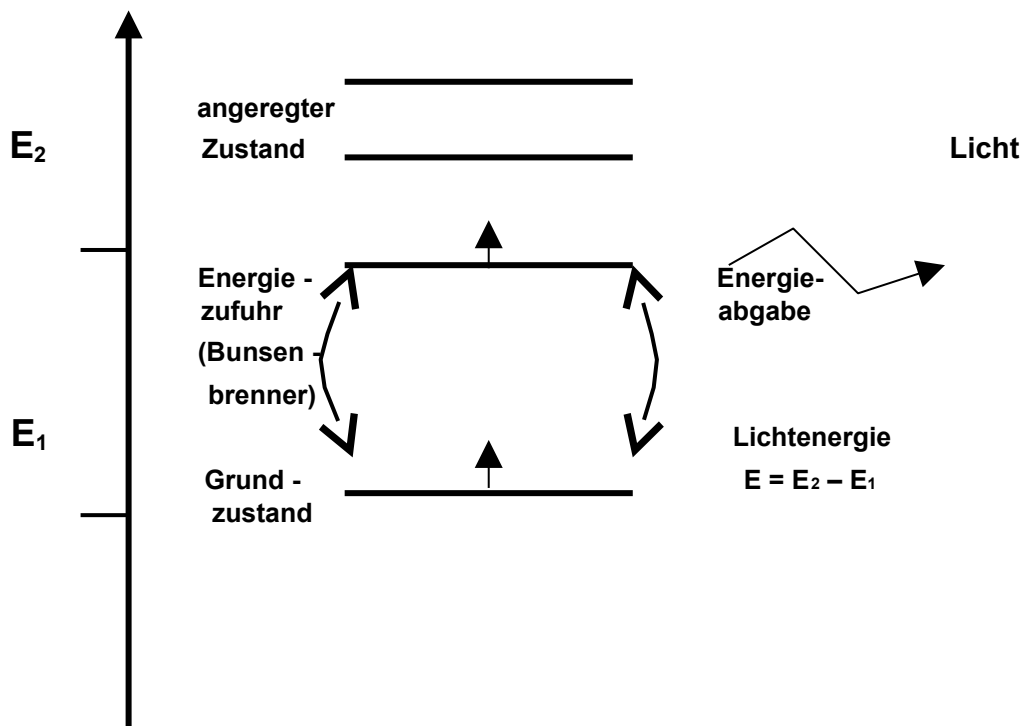 angeregter
E₂
Zustand
Licht
Energie -
zufuhr
(Bunsen -
brenner)
Energie-
abgabe
E₁
Lichtenergie
E = E₂ – E₁
Grund -
zustand